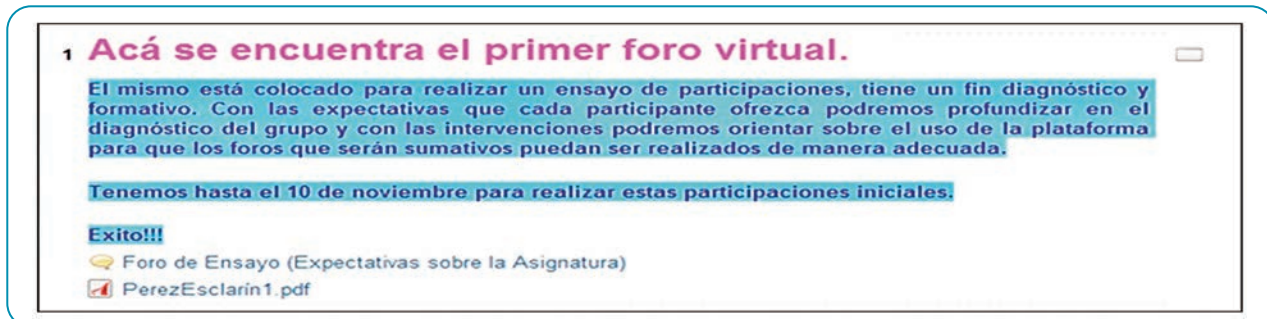 1 Acá se encuentra el primer foro virtual.
El mismo está colocado para realizar un ensayo de participaciones, tiene un fin diagnóstico y
formativo. Con las expectativas que cada participante ofrezca podremos profundizar en el
diagnóstico del grupo y con las intervenciones podremos orientar sobre el uso de la plataforma
para que los foros que serán sumativos puedan ser realizados de manera adecuada.
Tenemos hasta el 10 de noviembre para realizar estas participaciones iniciales.
Exito!!!
Foro de Ensayo (Expectativas sobre la Asignatura)
PerezEsclarín1.pdf